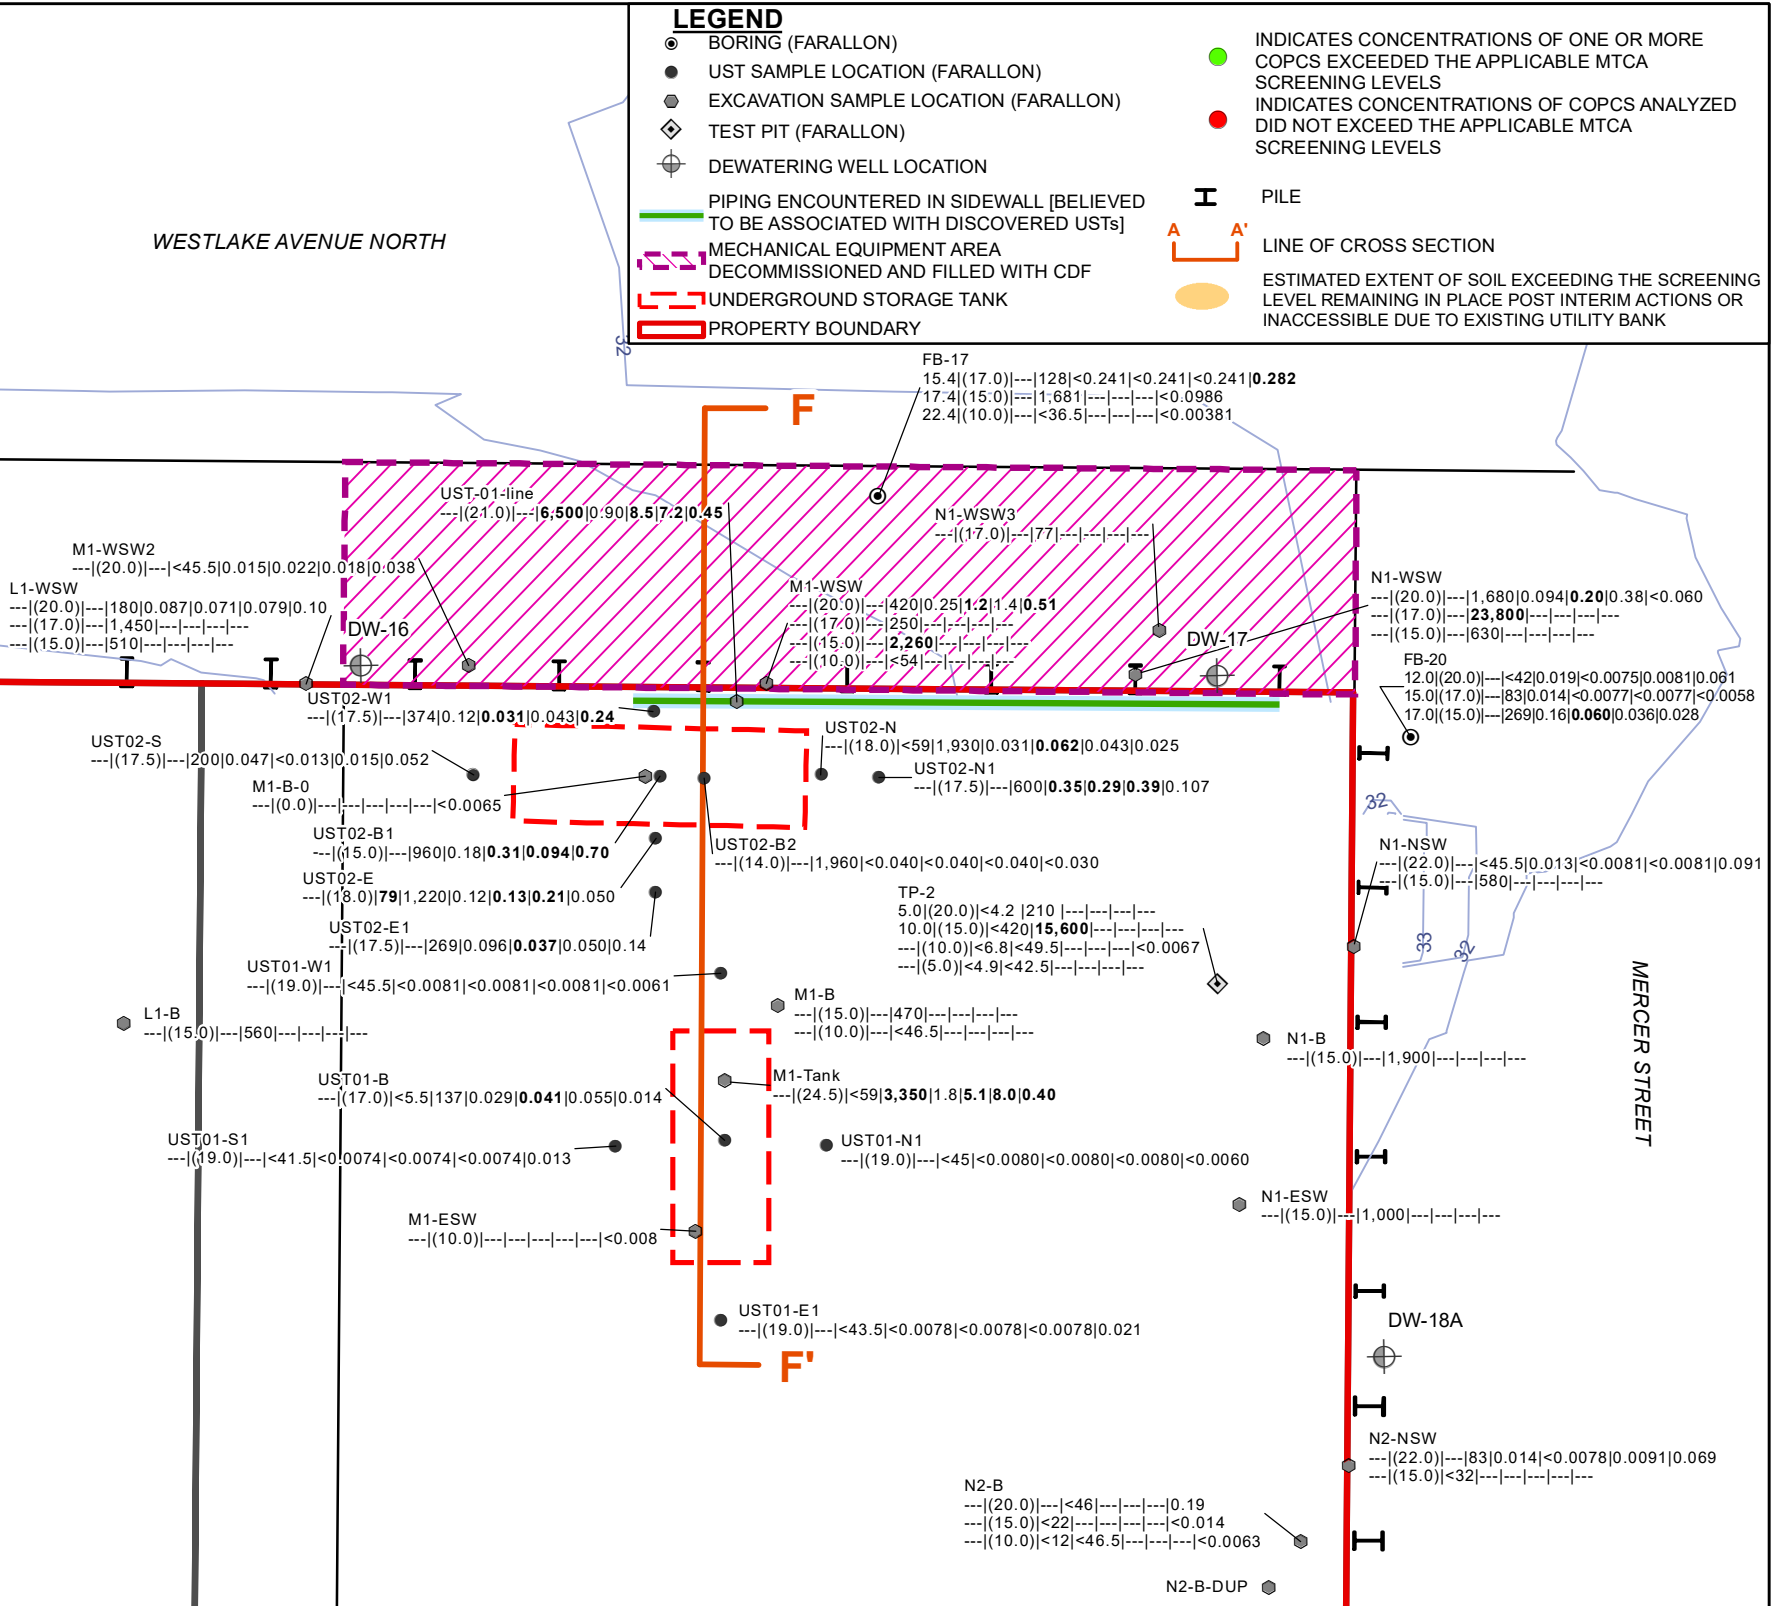 LEGEND
BORING (FARALLON)
UST SAMPLE LOCATION (FARALLON)
EXCAVATION SAMPLE LOCATION (FARALLON)
TEST PIT (FARALLON)
DEWATERING WELL LOCATION
PIPING ENCOUNTERED IN SIDEWALL [BELIEVED
TO BE ASSOCIATED WITH DISCOVERED USTs]
MECHANICAL EQUIPMENT AREA
DECOMMISSIONED AND FILLED WITH CDF
UNDERGROUND STORAGE TANK
PROPERTY BOUNDARY
INDICATES CONCENTRATIONS OF ONE OR MORE
COPCS EXCEEDED THE APPLICABLE MTCA
SCREENING LEVELS
INDICATES CONCENTRATIONS OF COPCS ANALYZED
DID NOT EXCEED THE APPLICABLE MTCA
SCREENING LEVELS
PILE
A A'
LINE OF CROSS SECTION
ESTIMATED EXTENT OF SOIL EXCEEDING THE SCREENING
LEVEL REMAINING IN PLACE POST INTERIM ACTIONS OR
INACCESSIBLE DUE TO EXISTING UTILITY BANK
WESTLAKE AVENUE NORTH
32
FB-17
15.4|(17.0)|---|128|<0.241|<0.241|<0.241|0.282
17.4|(15.0)|---|1,681|---|---|---|<0.0986
22.4|(10.0)|---|<36.5|---|---|---|<0.00381
F
UST-01-line
---|(21.0)|---|6,500|0.90|8.5|7.2|0.45
N1-WSW3
---|(17.0)|---|77|---|---|---|---
M1-WSW2
---|(20.0)|---|<45.5|0.015|0.022|0.018|0.038
L1-WSW
---|(20.0)|---|180|0.087|0.071|0.079|0.10
---|(17.0)|---|1,450|---|---|---|---
---|(15.0)|---|510|---|---|---|---
DW-16
M1-WSW
---|(20.0)|---|420|0.25|1.2|1.4|0.51
---|(17.0)|---|250|---|---|---|---
---|(15.0)|---|2,260|---|---|---|---
---|(10.0)|---|<54|---|---|---|---
DW-17
N1-WSW
---|(20.0)|---|1,680|0.094|0.20|0.38|<0.060
---|(17.0)|---|23,800|---|---|---|---
---|(15.0)|---|630|---|---|---|---
FB-20
12.0|(20.0)|---|<42|0.019|<0.0075|0.0081|0.061
15.0|(17.0)|---|83|0.014|<0.0077|<0.0077|<0.0058
17.0|(15.0)|---|269|0.16|0.060|0.036|0.028
UST02-W1
---|(17.5)|---|374|0.12|0.031|0.043|0.24
UST02-S
---|(17.5)|---|200|0.047|<0.013|0.015|0.052
UST02-N
---|(18.0)|<59|1,930|0.031|0.062|0.043|0.025
UST02-N1
---|(17.5)|---|600|0.35|0.29|0.39|0.107
M1-B-0
---|(0.0)|---|---|---|---|---|<0.0065
32
UST02-B1
---|(15.0)|---|960|0.18|0.31|0.094|0.70
UST02-B2
---|(14.0)|---|1,960|<0.040|<0.040|<0.040|<0.030
N1-NSW
---|(22.0)|---|<45.5|0.013|<0.0081|<0.0081|0.091
---|(15.0)|---|580|---|---|---|---
UST02-E
---|(18.0)|79|1,220|0.12|0.13|0.21|0.050
TP-2
5.0|(20.0)|<4.2 |210 |---|---|---|---
10.0|(15.0)|<420|15,600|---|---|---|---
---|(10.0)|<6.8|<49.5|---|---|---|<0.0067
---|(5.0)|<4.9|<42.5|---|---|---|---
UST02-E1
---|(17.5)|---|269|0.096|0.037|0.050|0.14
33
32
UST01-W1
---|(19.0)|---|<45.5|<0.0081|<0.0081|<0.0081|<0.0061
MERCER STREET
M1-B
---|(15.0)|---|470|---|---|---|---
---|(10.0)|---|<46.5|---|---|---|---
L1-B
---|(15.0)|---|560|---|---|---|---
N1-B
---|(15.0)|---|1,900|---|---|---|---
UST01-B
---|(17.0)|<5.5|137|0.029|0.041|0.055|0.014
M1-Tank
---|(24.5)|<59|3,350|1.8|5.1|8.0|0.40
UST01-S1
---|(19.0)|---|<41.5|<0.0074|<0.0074|<0.0074|0.013
UST01-N1
---|(19.0)|---|<45|<0.0080|<0.0080|<0.0080|<0.0060
N1-ESW
---|(15.0)|---|1,000|---|---|---|---
M1-ESW
---|(10.0)|---|---|---|---|---|<0.008
UST01-E1
---|(19.0)|---|<43.5|<0.0078|<0.0078|<0.0078|0.021
DW-18A
F'
N2-NSW
---|(22.0)|---|83|0.014|<0.0078|0.0091|0.069
---|(15.0)|<32|---|---|---|---|---
N2-B
---|(20.0)|---|<46|---|---|---|0.19
---|(15.0)|<22|---|---|---|---|<0.014
---|(10.0)|<12|<46.5|---|---|---|<0.0063
N2-B-DUP